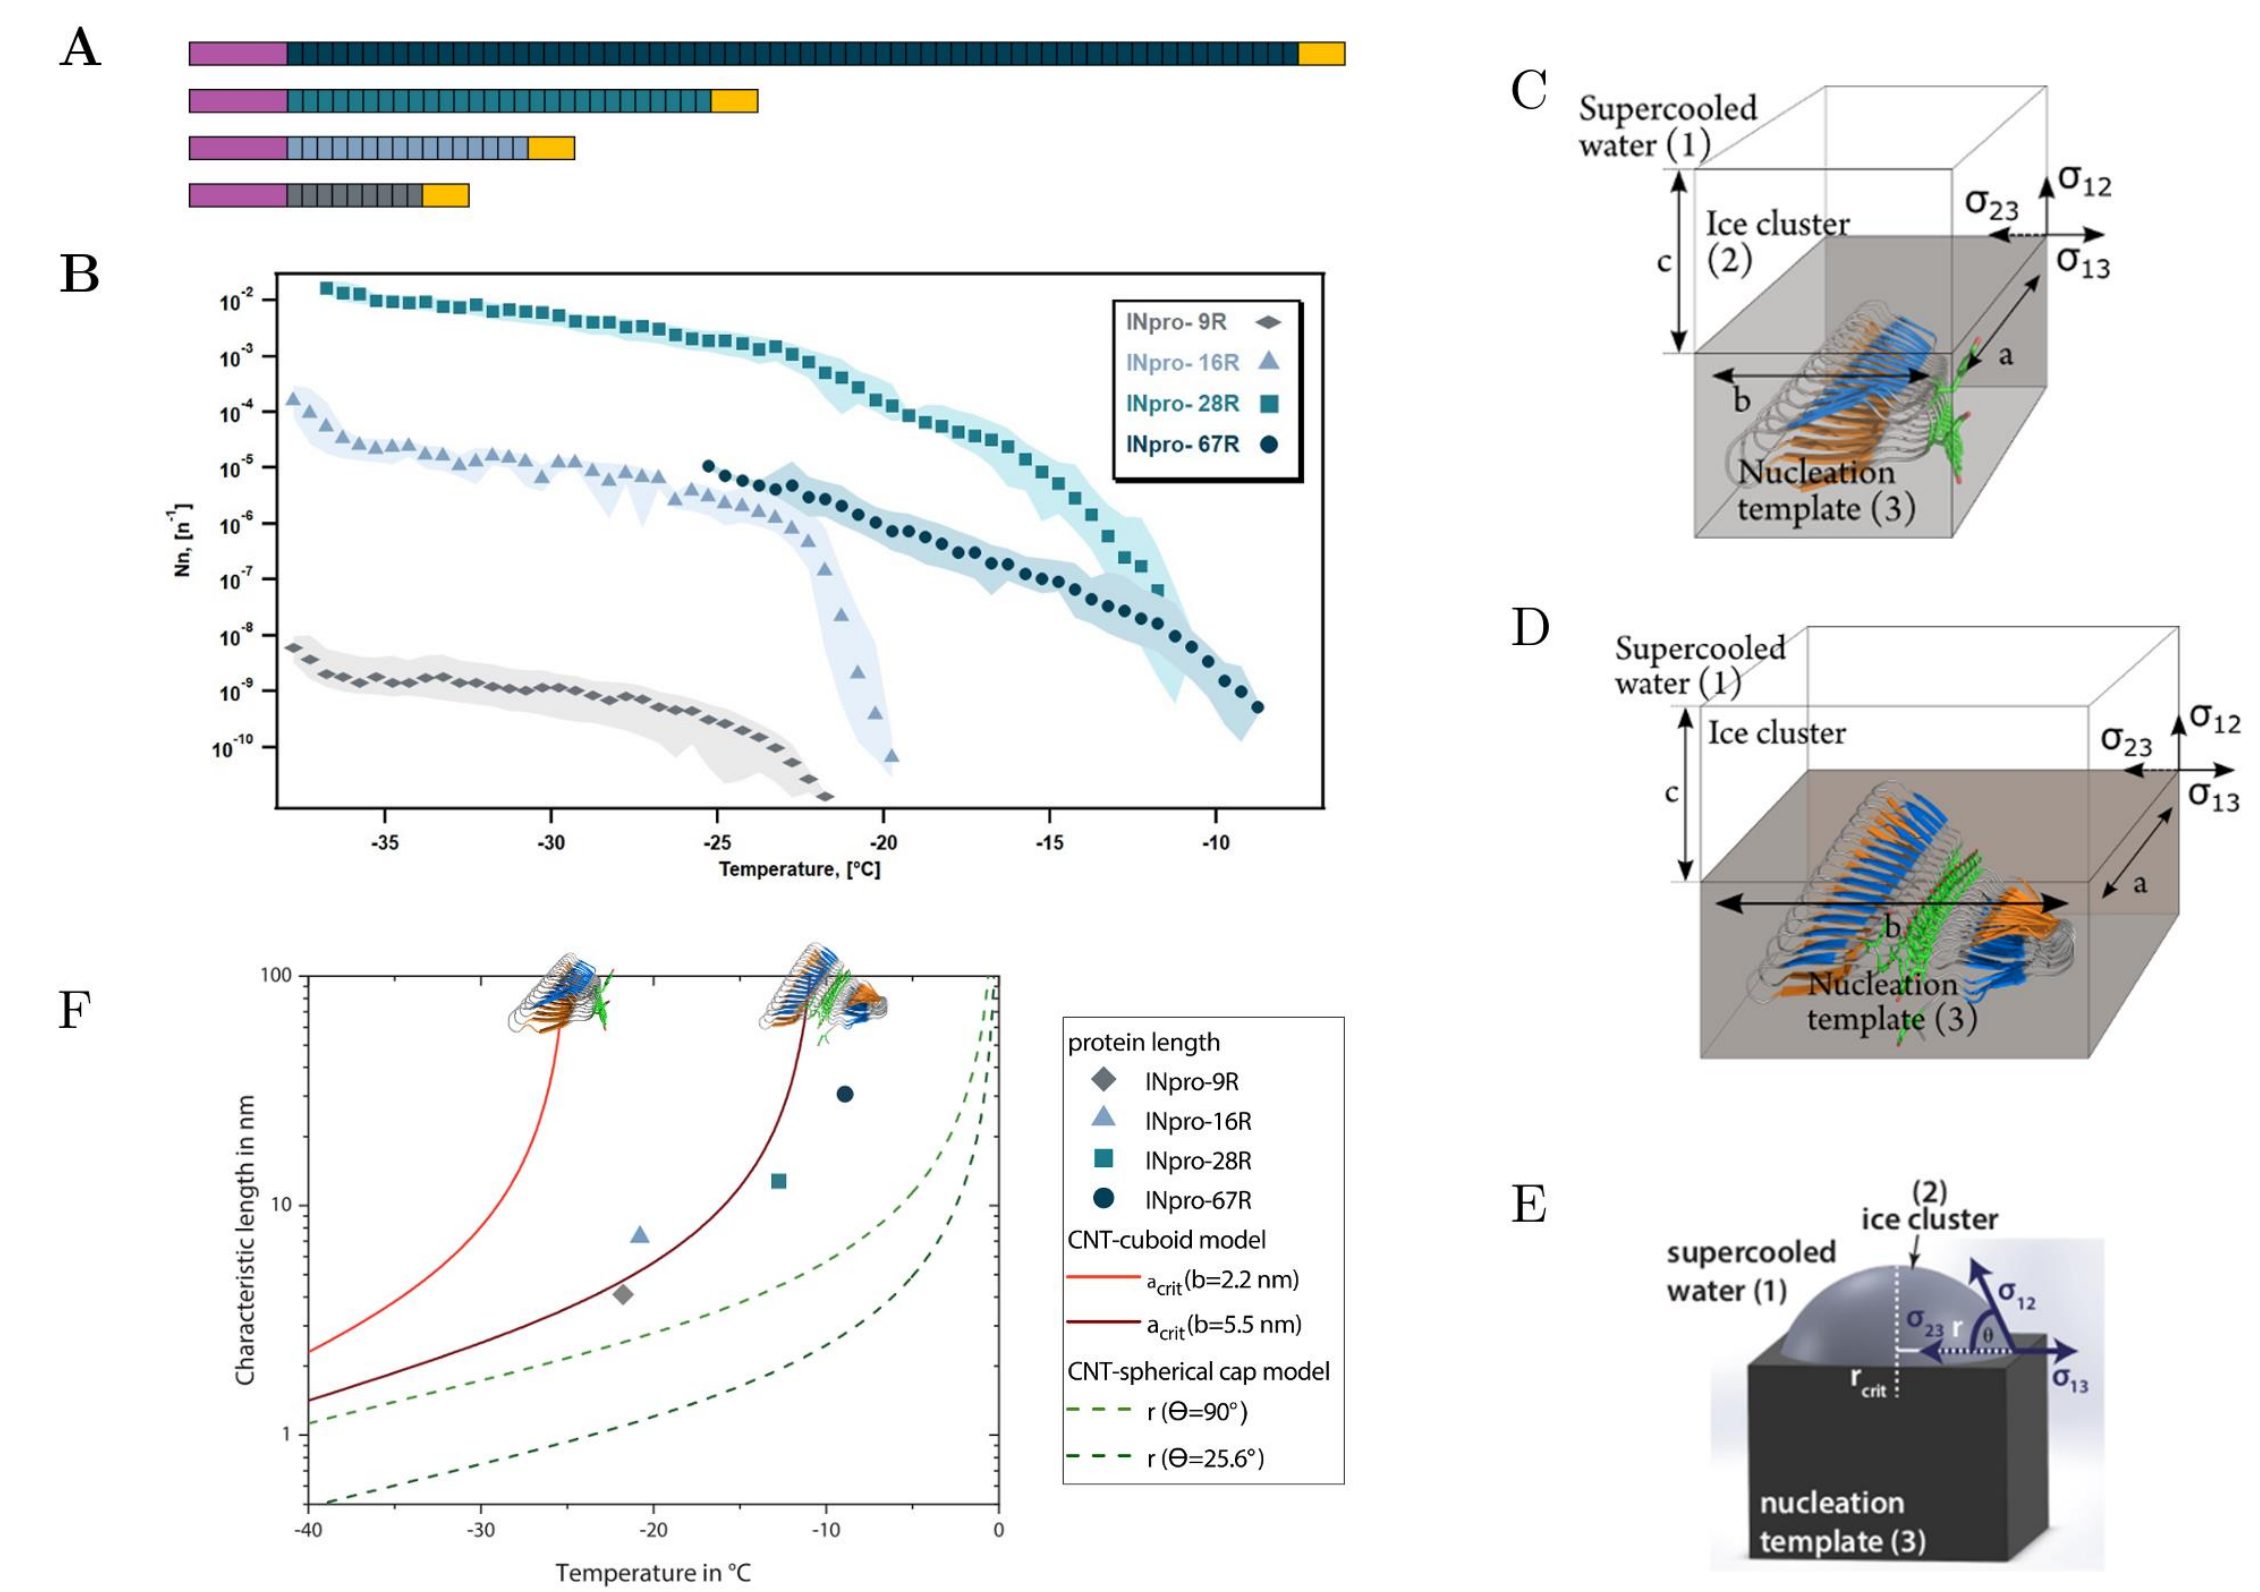 A
B
10-2
10-3
10-4
10-5
10-6
10-7
10-8
10-9
10-10
Nn, [n-1]
-35 -30 -25 -20 -15 -10
Temperature, [°C]
INpro- 9R
INpro- 16R
INpro- 28R
INpro- 67R
C
Supercooled
water (1)
Ice cluster
(2)
c
σ12
σ23
σ13
a
b
Nucleation
template (3)
D
Supercooled
water (1)
Ice cluster
c
σ12
σ23
σ13
a
b
Nucleation
template (3)
E
(2)
ice cluster
supercooled
water (1)
σ12
σ23 r θ
rcrit
σ13
nucleation
template (3)
F
100
10
1
Characteristic length in nm
-40 -30 -20 -10 0
Temperature in °C
protein length
INpro-9R
INpro-16R
INpro-28R
INpro-67R
CNT-cuboid model
acrit(b=2.2 nm)
acrit(b=5.5 nm)
CNT-spherical cap model
r (Θ=90°)
r (Θ=25.6°)